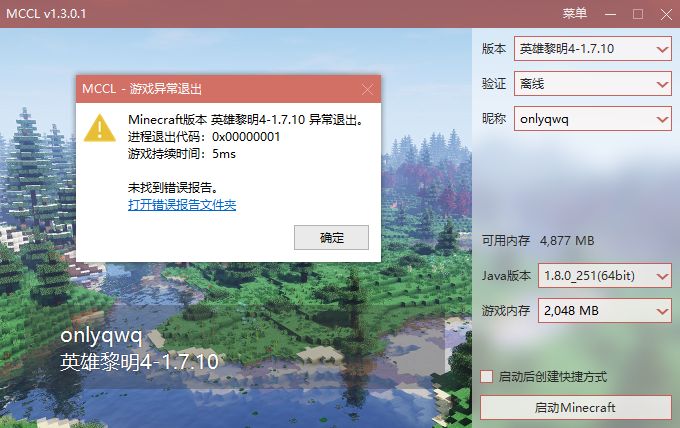 MCCL v1.3.0.1
菜单
MCCL - 游戏异常退出
Minecraft版本 英雄黎明4-1.7.10 异常退出。
进程退出代码：0x00000001
游戏持续时间：5ms
未找到错误报告。
打开错误报告文件夹
确定
onlyqwq
英雄黎明4-1.7.10
版本 英雄黎明4-1.7.10
验证 离线
昵称 onlyqwq
可用内存 4,877 MB
Java版本 1.8.0_251(64bit)
游戏内存 2,048 MB
启动后创建快捷方式
启动Minecraft